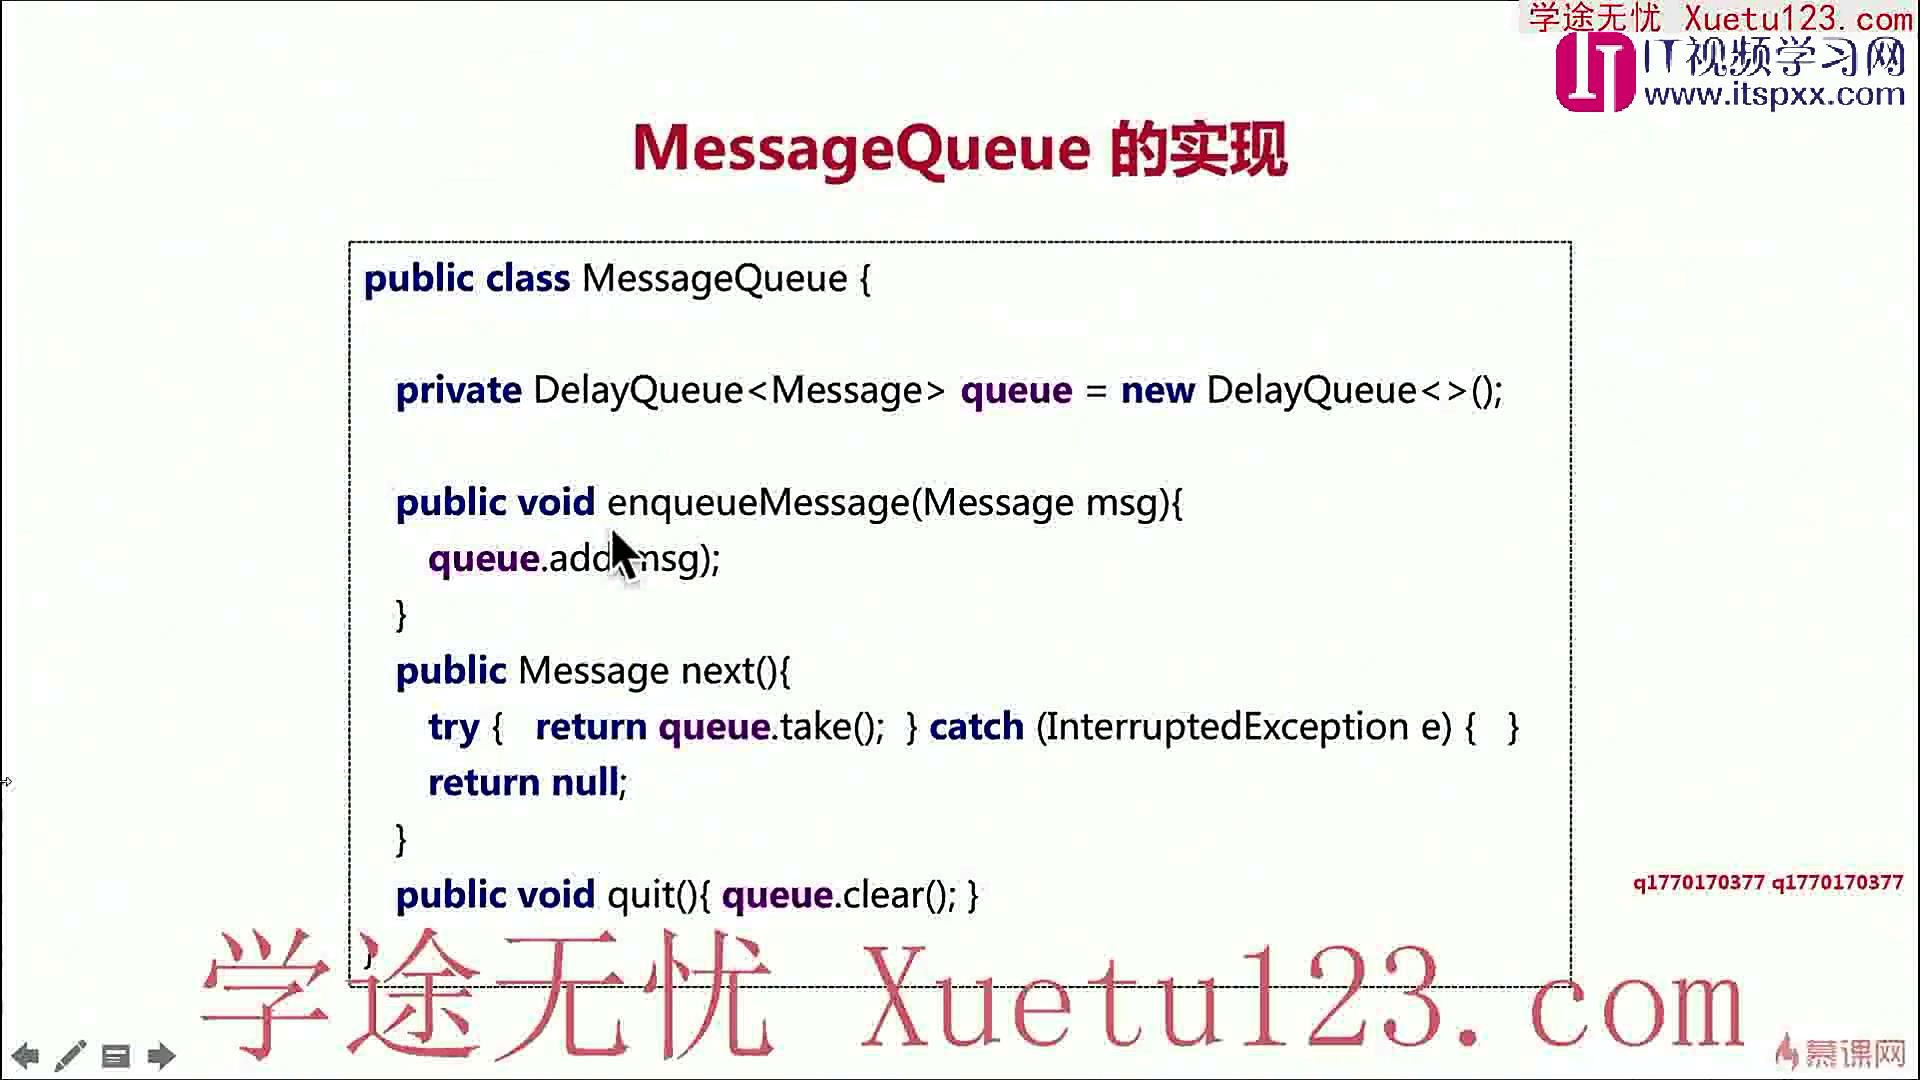 学途无忧 Xuetu123.com
IT视频学习网
www.itspxx.com
MessageQueue 的实现
public class MessageQueue {
private DelayQueue<Message> queue = new DelayQueue<>();
public void enqueueMessage(Message msg){
queue.add(msg);
}
public Message next(){
try { return queue.take(); } catch (InterruptedException e) { }
return null;
}
public void quit(){ queue.clear(); }
}
q1770170377 q1770170377
学途无忧 Xuetu123.com
慕课网